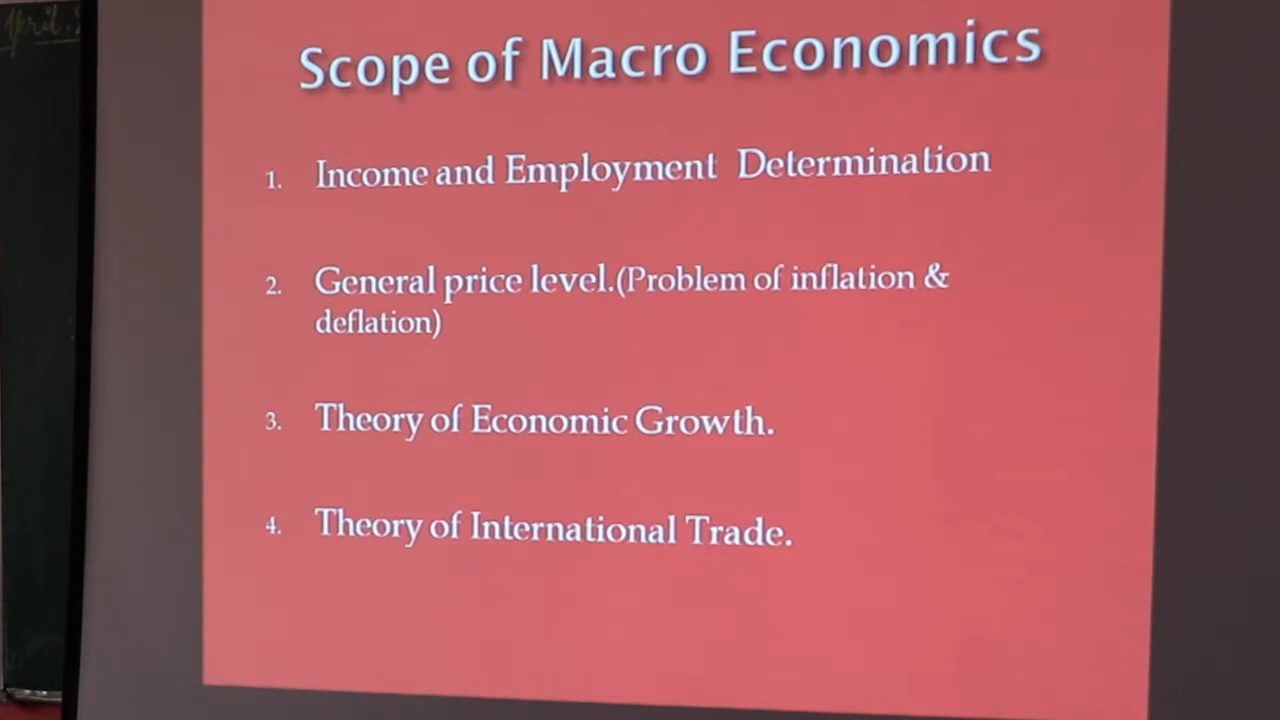 Scope of Macro Economics
1. Income and Employment Determination
2. General price level.(Problem of inflation &
deflation)
3. Theory of Economic Growth.
4. Theory of International Trade.